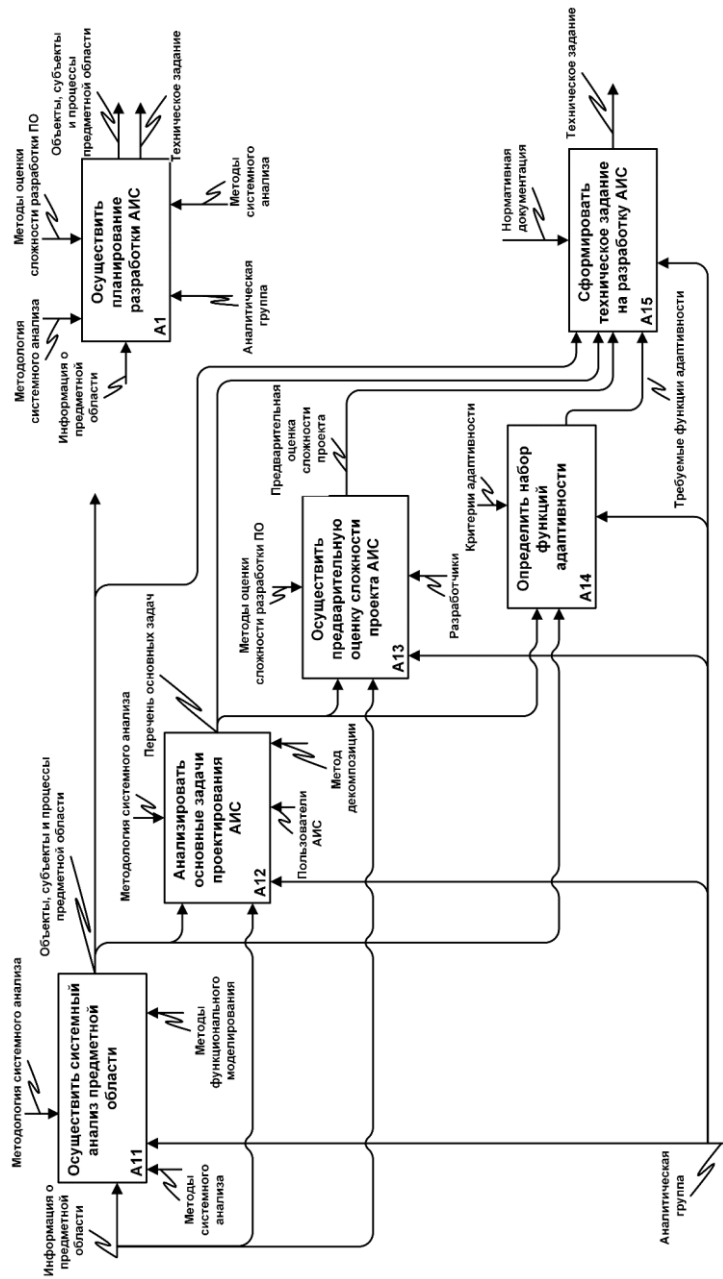 Методология системного анализа
Информация о
предметной
области
Осуществить системный
анализ предметной
области
А11
Методы
системного
анализа
Методы
функционального
моделирования
Объекты, субъекты и процессы
предметной области
Методология системного анализа
Анализировать
основные задачи
проектирования
АИС
А12
Пользователи
АИС
Метод
декомпозиции
Перечень основных задач
Методы оценки
сложности разработки ПО
Осуществить
предварительную
оценку сложности
проекта АИС
А13
Разработчики
Предварительная
оценка
сложности
проекта
Критерии адаптивности
Определить набор
функций
адаптивности
А14
Требуемые функции адаптивности
Нормативная
документация
Сформировать
техническое задание
на разработку АИС
А15
Техническое задание
Аналитическая
группа
Методология
системного анализа
Методы оценки
сложности разработки ПО
Информация о
предметной
области
Осуществить
планирование
разработки АИС
А1
Аналитическая
группа
Методы
системного
анализа
Объекты, субъекты
и процессы
предметной области
Техническое задание